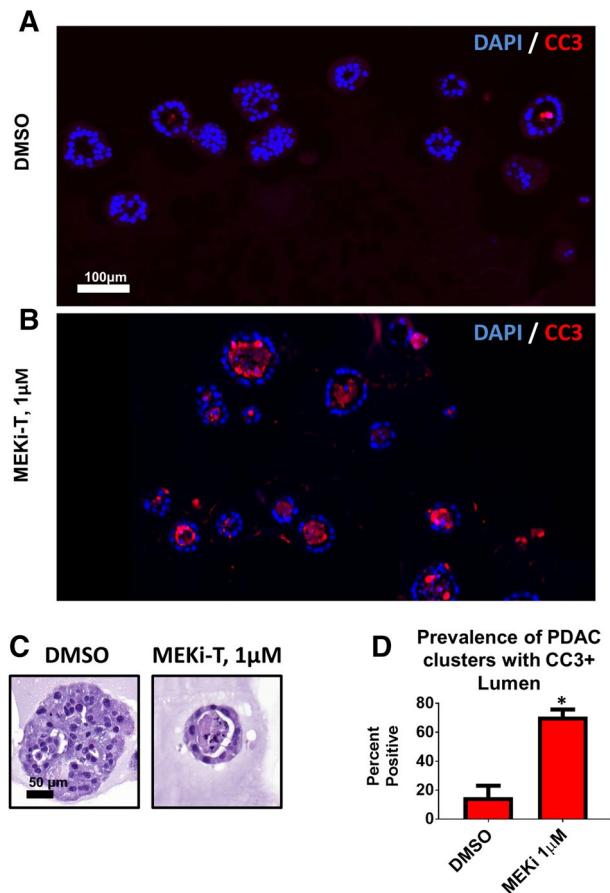 A
DAPI / CC3
DMSO
100µm
B
DAPI / CC3
MEKi-T, 1µM
C
DMSO
MEKi-T, 1µM
50 µm
D
Prevalence of PDAC
clusters with CC3+
Lumen
Percent
Positive
80
60
40
20
0
*
DMSO
MEKi 1µM